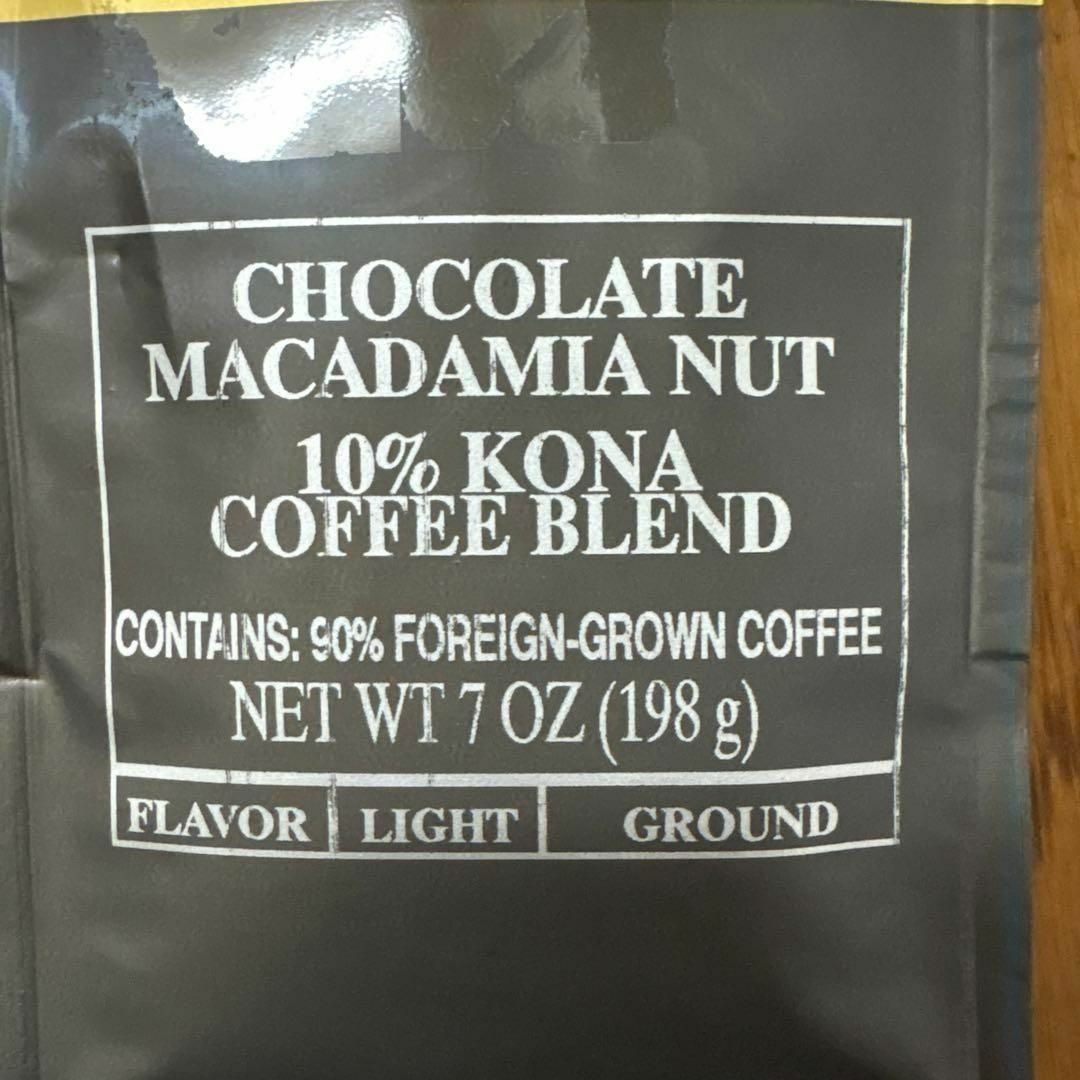 CHOCOLATE
MACADAMIA NUT
10% KONA
COFFEE BLEND
CONTAINS: 90% FOREIGN-GROWN COFFEE
NET WT 7 OZ (198 g)
FLAVOR LIGHT GROUND